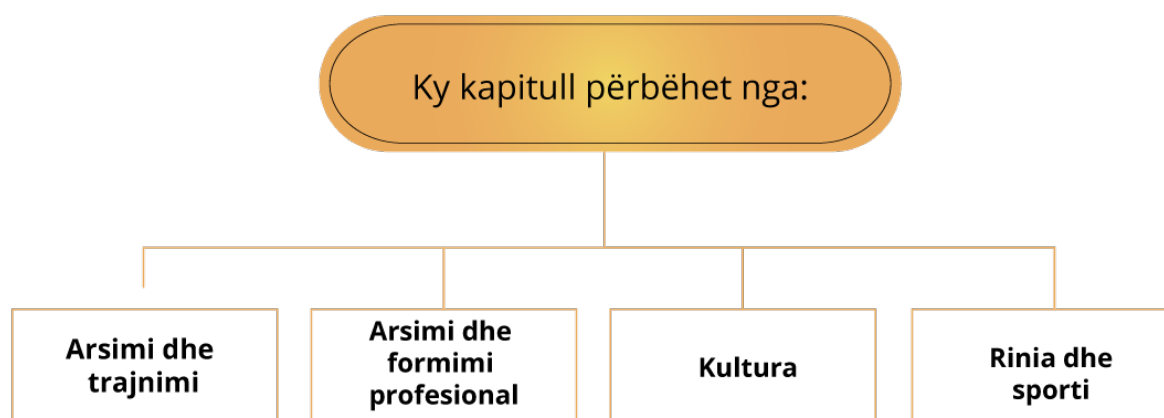 Ky kapitull përbëhet nga:
Arsimi dhe
trajnimi
Arsimi dhe
formimi
profesional
Kultura
Rinia dhe
sporti